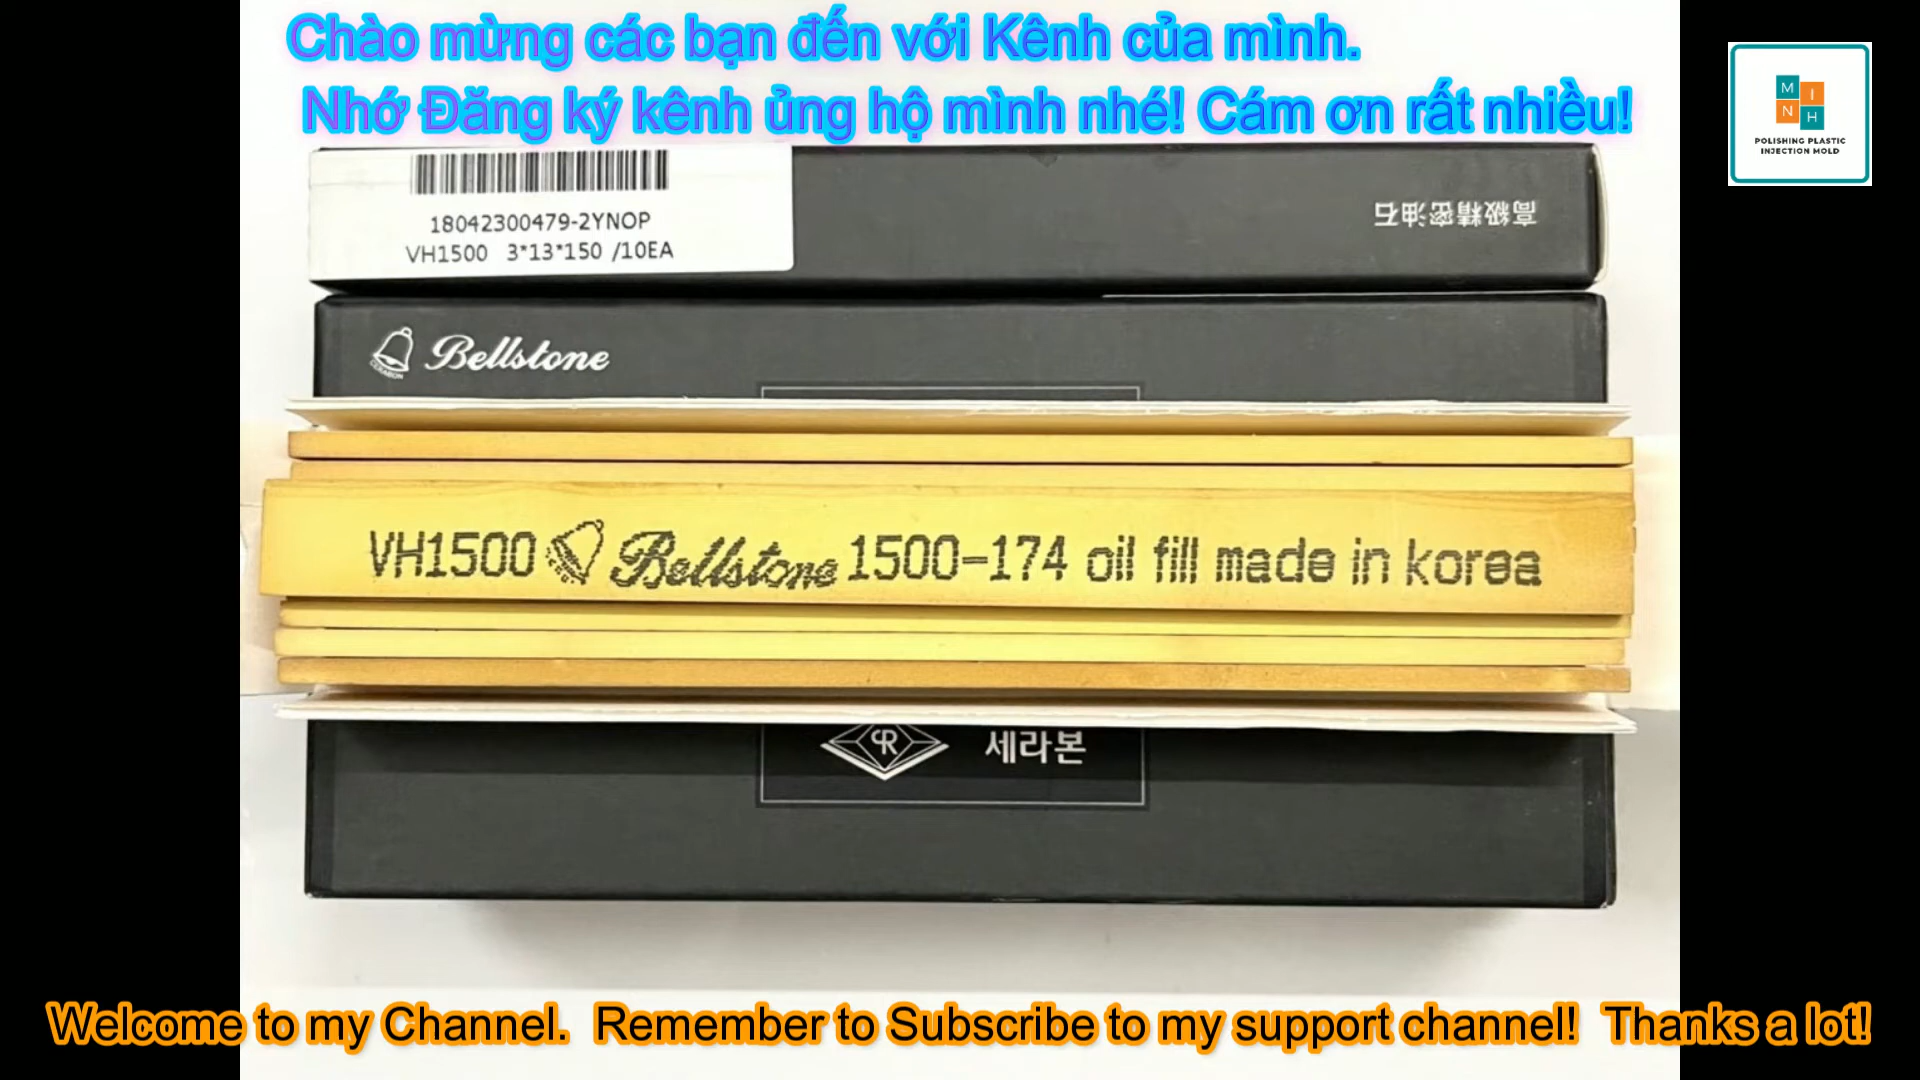 Chào mừng các bạn đến với Kênh của mình.
Nhớ Đăng ký kênh ủng hộ mình nhé! Cám ơn rất nhiều!
M
I
N
H
POLISHING PLASTIC
INJECTION MOLD
18042300479-2YNOP
VH1500 3*13*150 /10EA
高級精密油石
CERABON
Bellstone
VH1500 Bellstone 1500-174 oil fill made in korea
CR
세라본
Welcome to my Channel. Remember to Subscribe to my support channel! Thanks a lot!